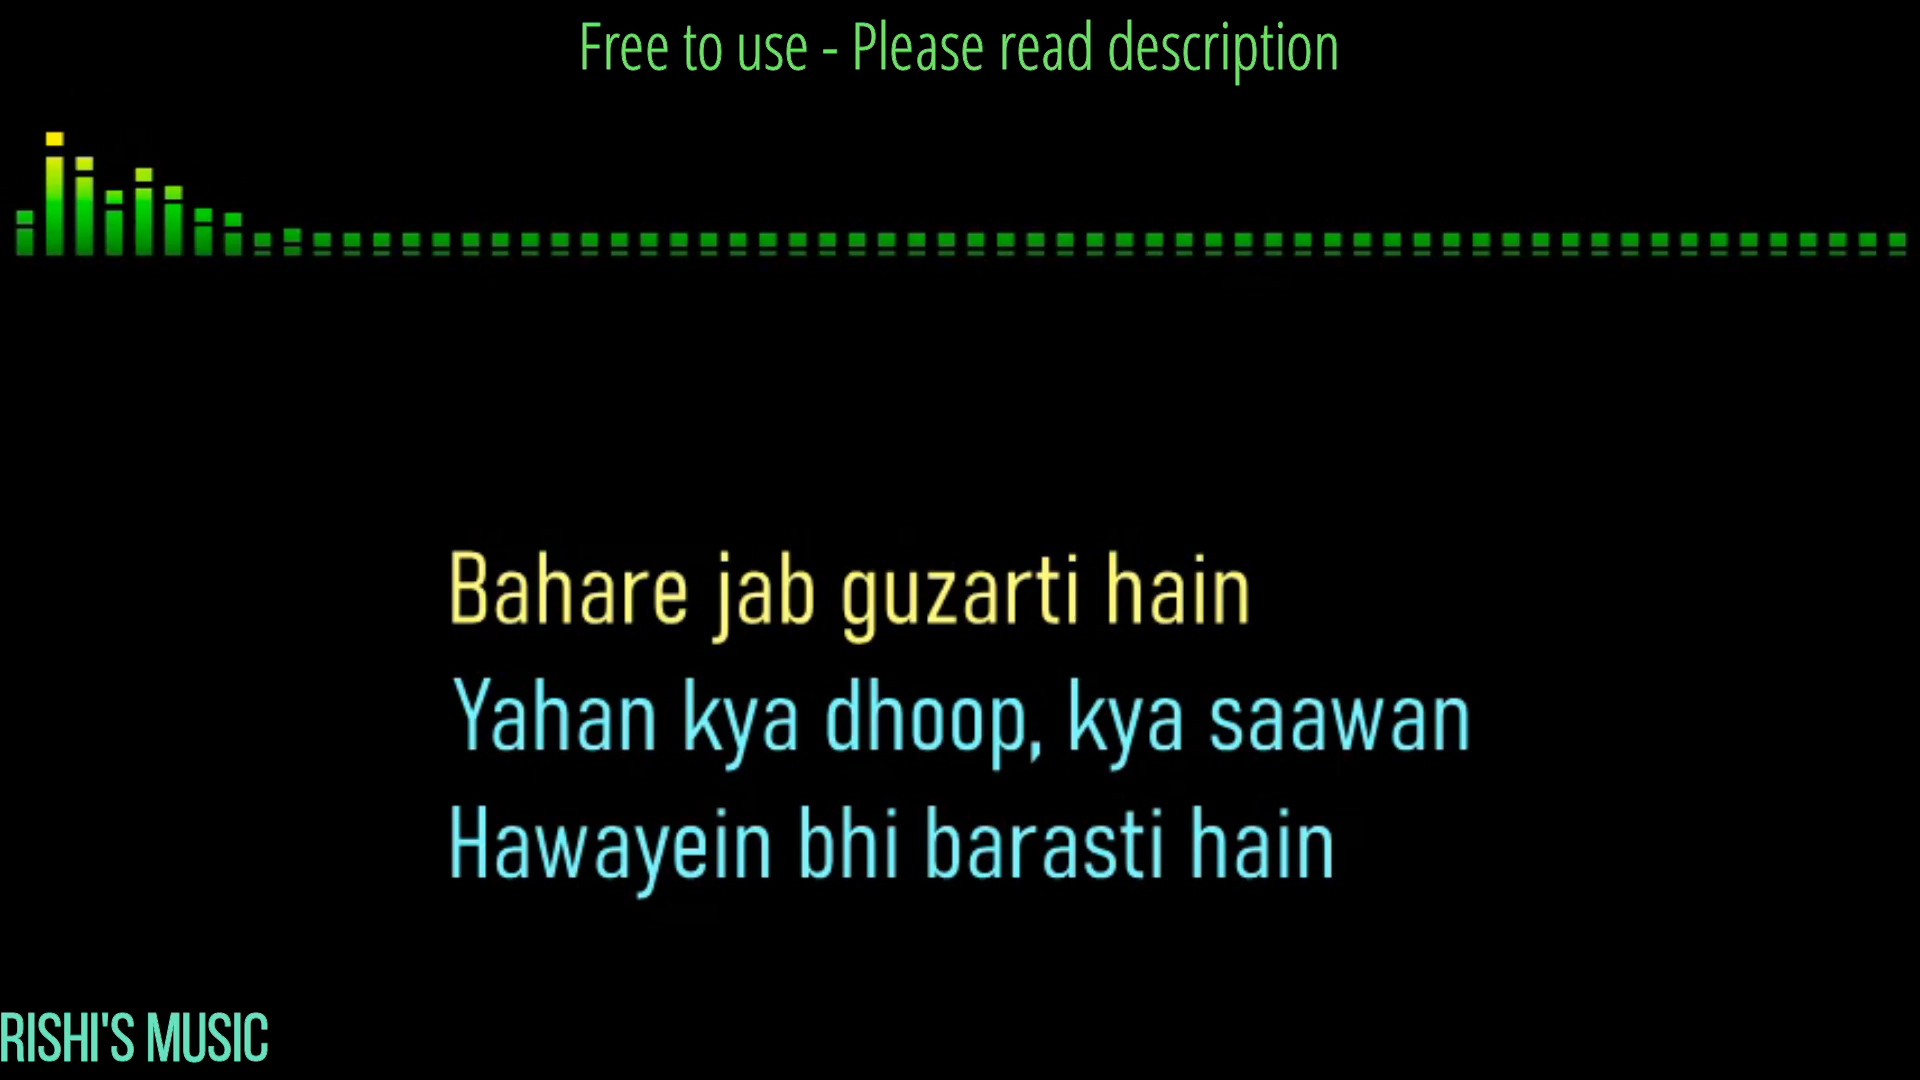 Free to use - Please read description
Bahare jab guzarti hain
Yahan kya dhoop, kya saawan
Hawayein bhi barasti hain
RISHI'S MUSIC